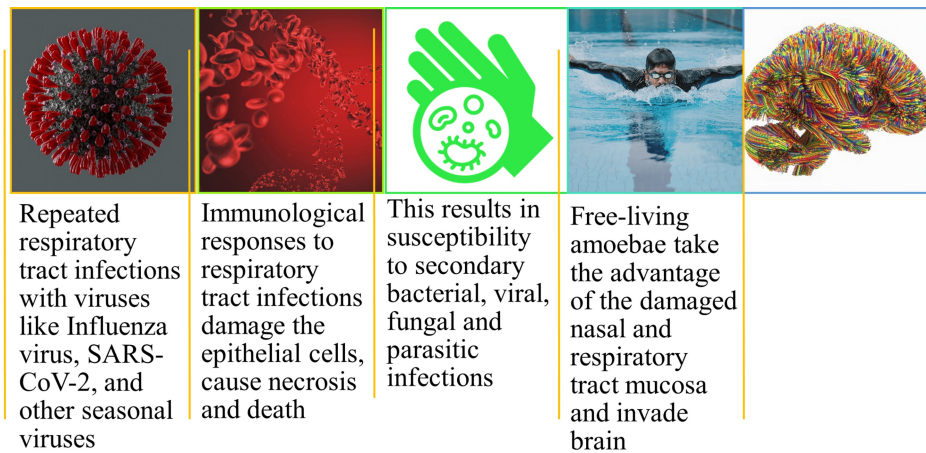 Repeated
respiratory
tract infections
with viruses
like Influenza
virus, SARS-
CoV-2, and
other seasonal
viruses
Immunological
responses to
respiratory
tract infections
damage the
epithelial cells,
cause necrosis
and death
This results in
susceptibility
to secondary
bacterial, viral,
fungal and
parasitic
infections
Free-living
amoebae take
the advantage
of the damaged
nasal and
respiratory
tract mucosa
and invade
brain